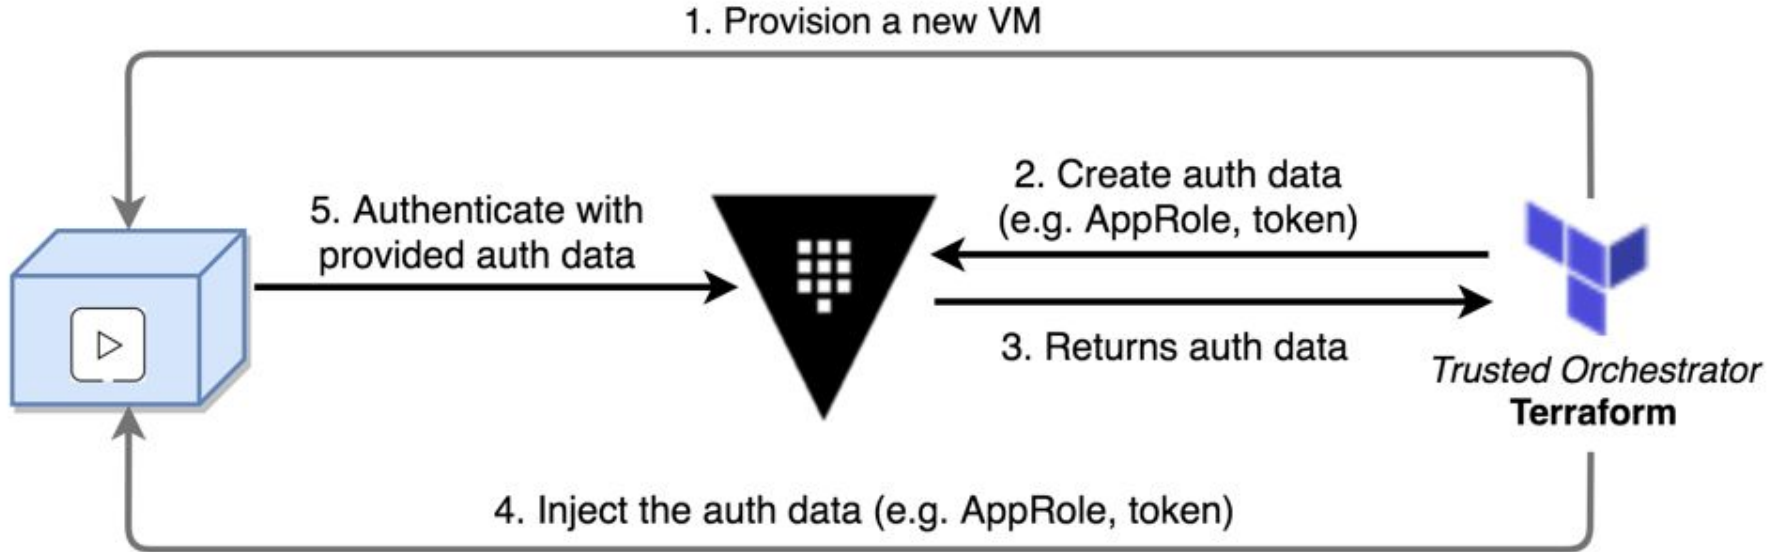 1. Provision a new VM
2. Create auth data
(e.g. AppRole, token)
5. Authenticate with
provided auth data
3. Returns auth data
Trusted Orchestrator
Terraform
4. Inject the auth data (e.g. AppRole, token)